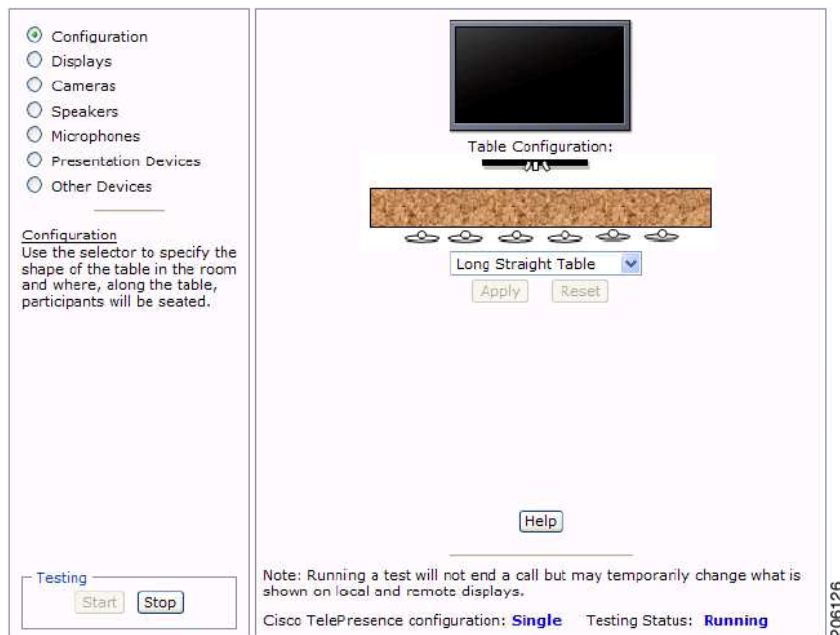 Configuration
Displays
Cameras
Speakers
Microphones
Presentation Devices
Other Devices
Configuration
Use the selector to specify the
shape of the table in the room
and where, along the table,
participants will be seated.
Testing
Start Stop
Table Configuration:
Long Straight Table
Apply Reset
Help
Note: Running a test will not end a call but may temporarily change what is
shown on local and remote displays.
Cisco TelePresence configuration: Single Testing Status: Running
206126